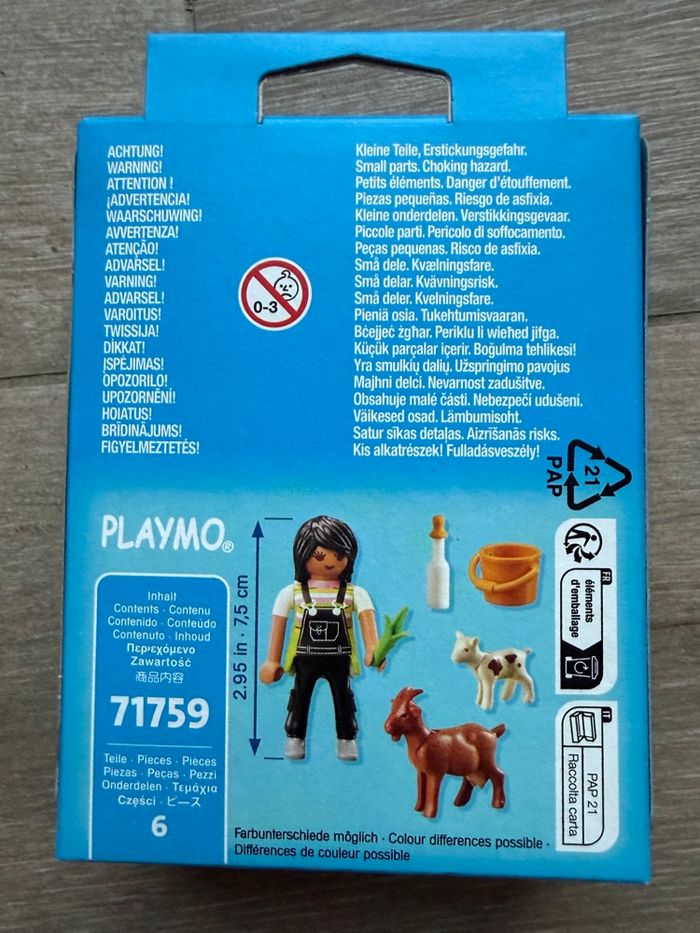 ACHTUNG! Kleine Teile, Erstickungsgefahr.
WARNING! Small parts. Choking hazard.
ATTENTION ! Petits éléments. Danger d'étouffement.
¡ADVERTENCIA! Piezas pequeñas. Riesgo de asfixia.
WAARSCHUWING! Kleine onderdelen. Verstikkingsgevaar.
AVVERTENZA! Piccole parti. Pericolo di soffocamento.
ATENÇÃO! Peças pequenas. Risco de asfixia.
ADVARSEL! Små dele. Kvælningsfare.
VARNING! Små delar. Kvävningsrisk.
ADVARSEL! Små deler. Kvelningsfare.
VAROITUS! Pieniä osia. Tukehtumisvaaran.
TWISSIJA! Bċejjeċ żgħar. Periklu li wieħed jifga.
DİKKAT! Küçük parçalar içerir. Boğulma tehlikesi!
ĮSPĖJIMAS! Yra smulkių dalių. Užspringimo pavojus
OPOZORILO! Majhni delci. Nevarnost zadušitve.
UPOZORNĚNÍ! Obsahuje malé části. Nebezpečí udušení.
HOIATUS! Väikesed osad. Lämbumisoht.
BRĪDINĀJUMS! Satur sīkas detaļas. Aizrīšanās risks.
FIGYELMEZTETÉS! Kis alkatrészek! Fulladásveszély!
0-3
21
PAP
PLAYMO®
Inhalt
Contents · Contenu
Contenido · Conteúdo
Contenuto · Inhoud
Περιεχόμενο
Zawartość
商品内容
71759
Teile · Pieces · Pièces
Piezas · Peças · Pezzi
Onderdelen · Τεμάχια
Części · ピース
6
2.95 in · 7,5 cm
FR
éléments
d'emballage
IT
PAP 21
Raccolta carta
Farbunterschiede möglich · Colour differences possible ·
Différences de couleur possible